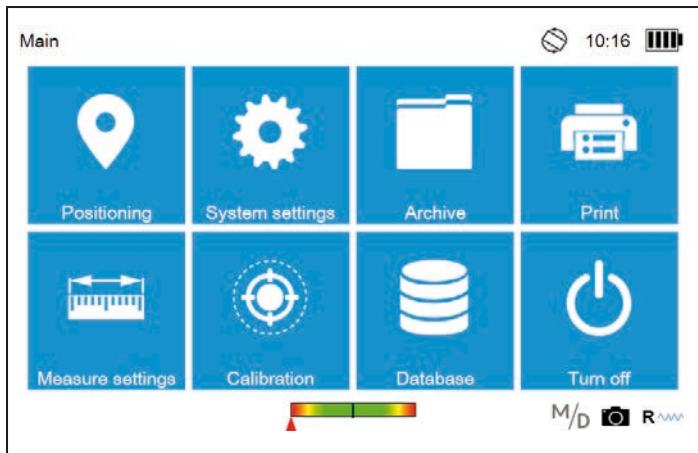 Main 10:16
Positioning System settings Archive Print
Measure settings Calibration Database Turn off
M/D R